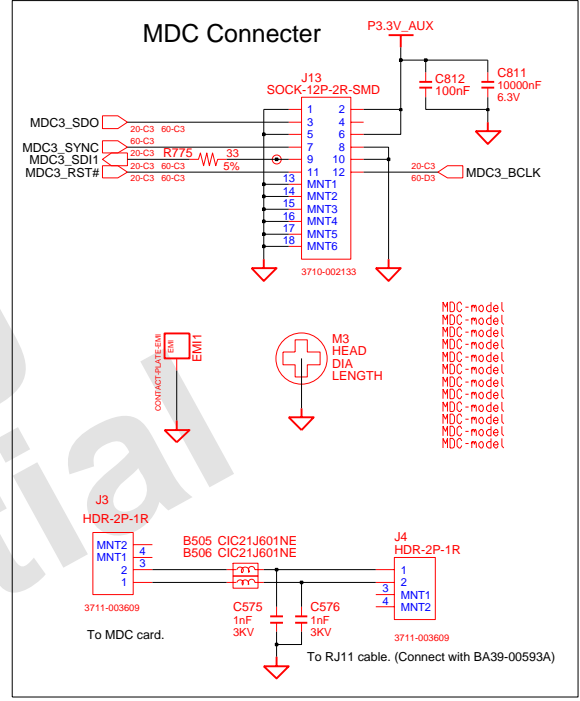 MDC Connecter
P3.3V_AUX
C812
100nF
C811
10000nF
6.3V
J13
SOCK-12P-2R-SMD
1 2
3 4
5 6
7 8
9 10
11 12
13 MNT1
14 MNT2
15 MNT3
16 MNT4
17 MNT5
18 MNT6
3710-002133
MDC3_SDO
20-C3 60-C3
MDC3_SYNC
60-C3
MDC3_SDI1
20-C3 60-C3
R775 33
5%
MDC3_RST#
20-C3 60-C3
20-C3
MDC3_BCLK
60-D3
CONTACT-PLATE-EMI
EMI
EMI1
M3
HEAD
DIA
LENGTH
MDC-model
MDC-model
MDC-model
MDC-model
MDC-model
MDC-model
MDC-model
MDC-model
MDC-model
MDC-model
MDC-model
MDC-model
J3
HDR-2P-1R
MNT2
MNT1 4
2 3
1
3711-003609
To MDC card.
B505 CIC21J601NE
B506 CIC21J601NE
C575
1nF
3KV
C576
1nF
3KV
J4
HDR-2P-1R
1
2
3 MNT1
4 MNT2
3711-003609
To RJ11 cable. (Connect with BA39-00593A)